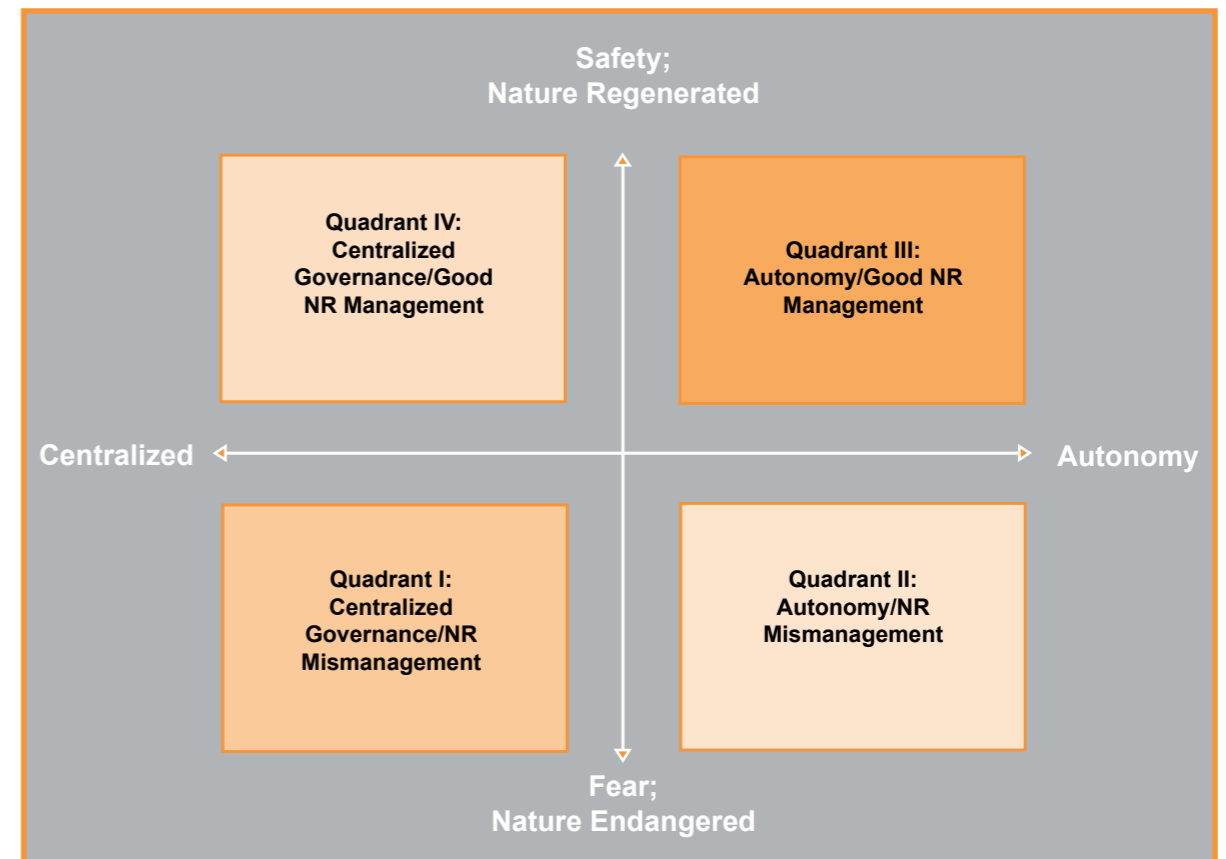 Safety;
Nature Regenerated
Quadrant IV:
Centralized
Governance/Good
NR Management
Quadrant III:
Autonomy/Good NR
Management
Centralized
Autonomy
Quadrant I:
Centralized
Governance/NR
Mismanagement
Quadrant II:
Autonomy/NR
Mismanagement
Fear;
Nature Endangered